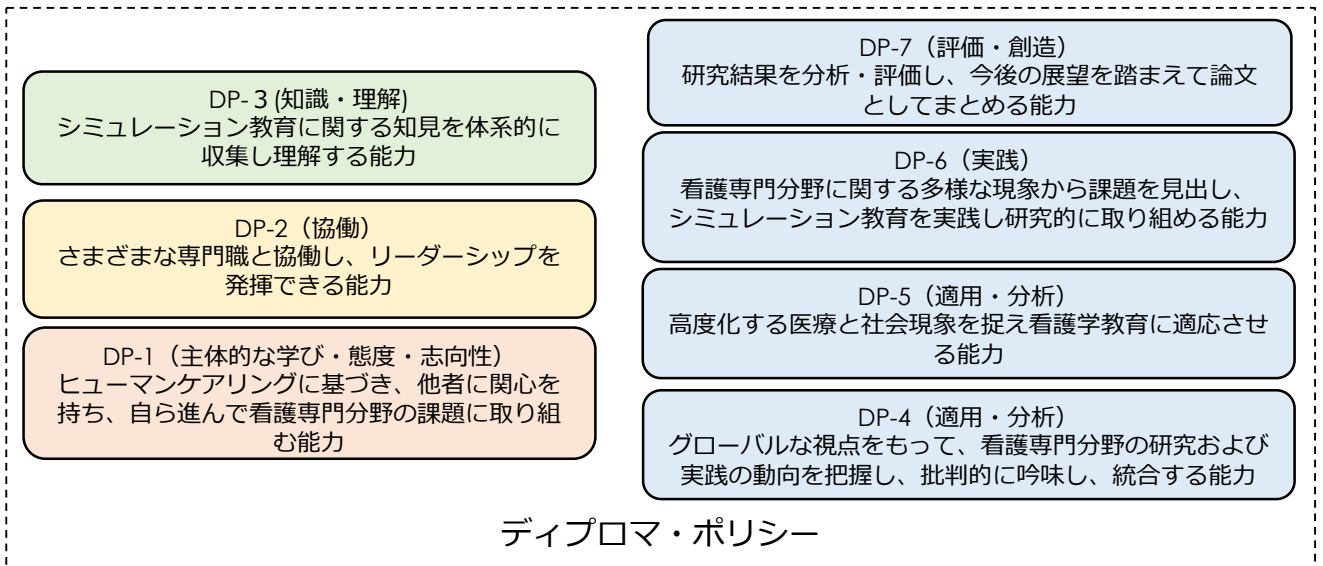 DP-３(知識・理解)
シミュレーション教育に関する知見を体系的に
収集し理解する能力
DP-2（協働）
さまざまな専門職と協働し、リーダーシップを
発揮できる能力
DP-1（主体的な学び・態度・志向性）
ヒューマンケアリングに基づき、他者に関心を
持ち、自ら進んで看護専門分野の課題に取り組
む能力
DP-7（評価・創造）
研究結果を分析・評価し、今後の展望を踏まえて論文
としてまとめる能力
DP-6（実践）
看護専門分野に関する多様な現象から課題を見出し、
シミュレーション教育を実践し研究的に取り組める能力
DP-5（適用・分析）
高度化する医療と社会現象を捉え看護学教育に適応させ
る能力
DP-4（適用・分析）
グローバルな視点をもって、看護専門分野の研究および
実践の動向を把握し、批判的に吟味し、統合する能力
ディプロマ・ポリシー